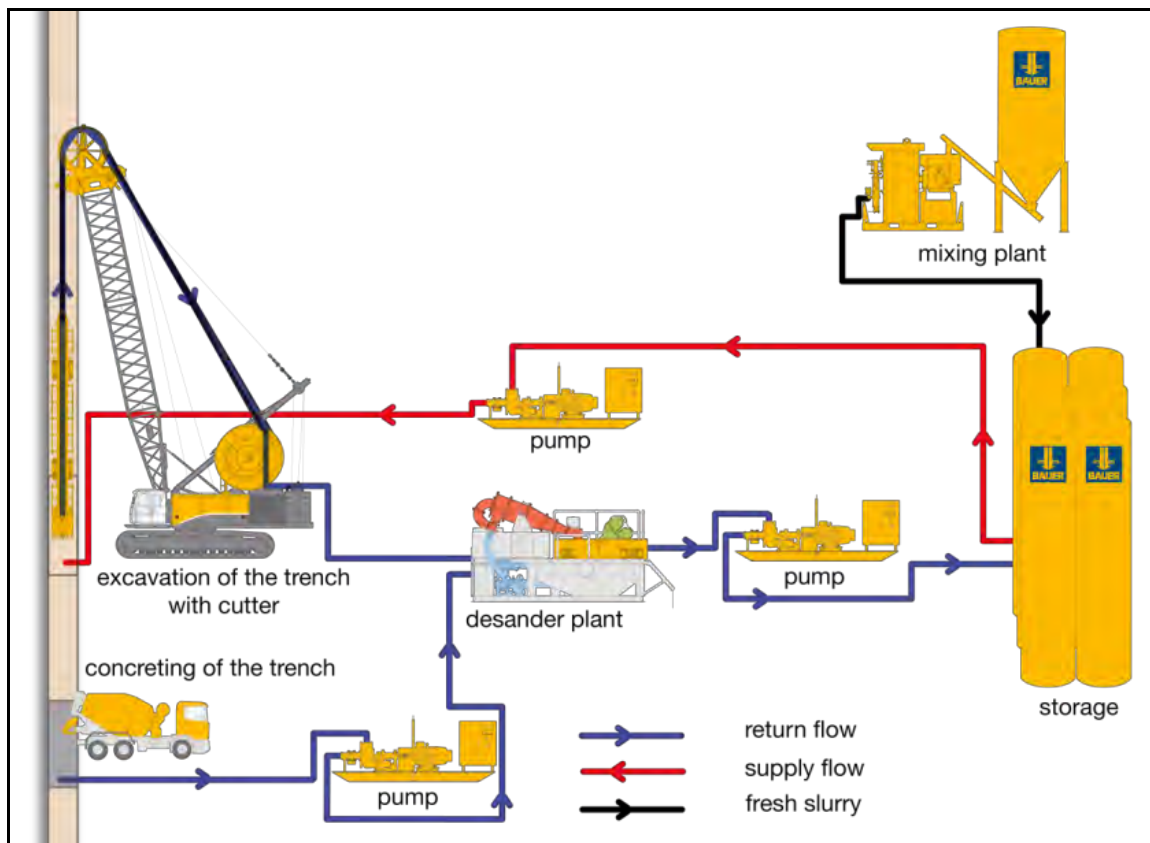 BAUER
mixing plant
pump
BAUER BAUER
excavation of the trench
with cutter
desander plant
pump
concreting of the trench
storage
pump
return flow
supply flow
fresh slurry